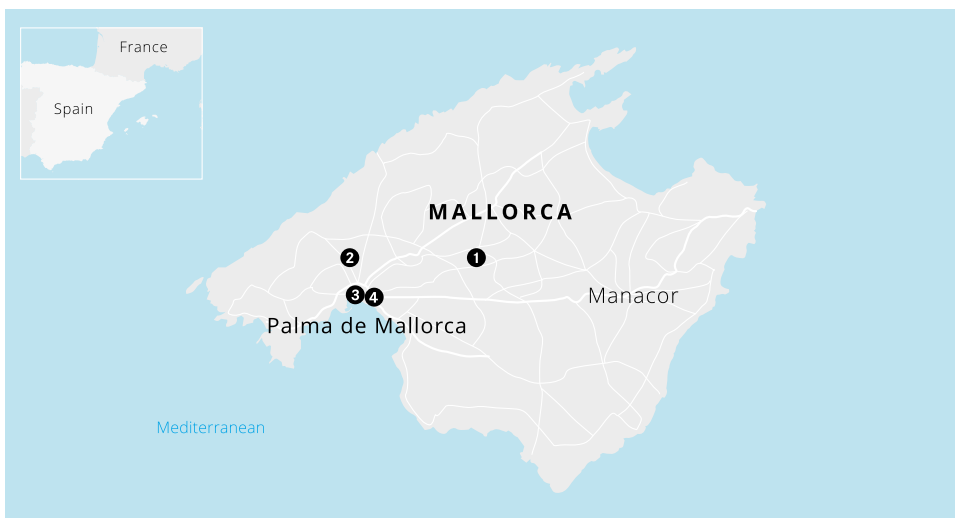 France
Spain
MALLORCA
2
1
3
4
Manacor
Palma de Mallorca
Mediterranean